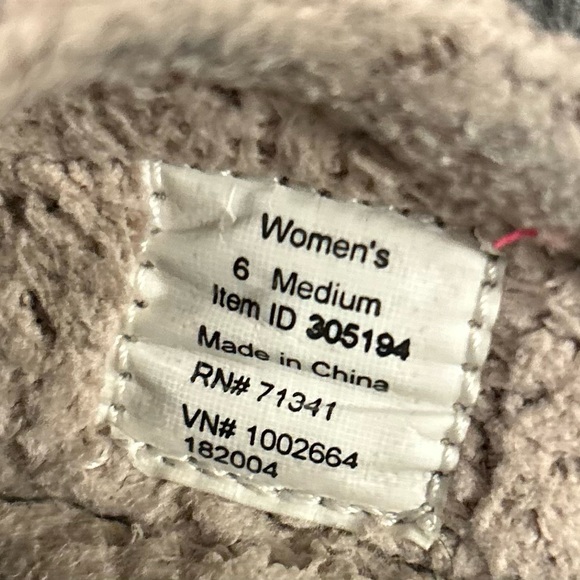 Women's
6 Medium
Item ID 305194
Made in China
RN# 71341
VN# 1002664
182004